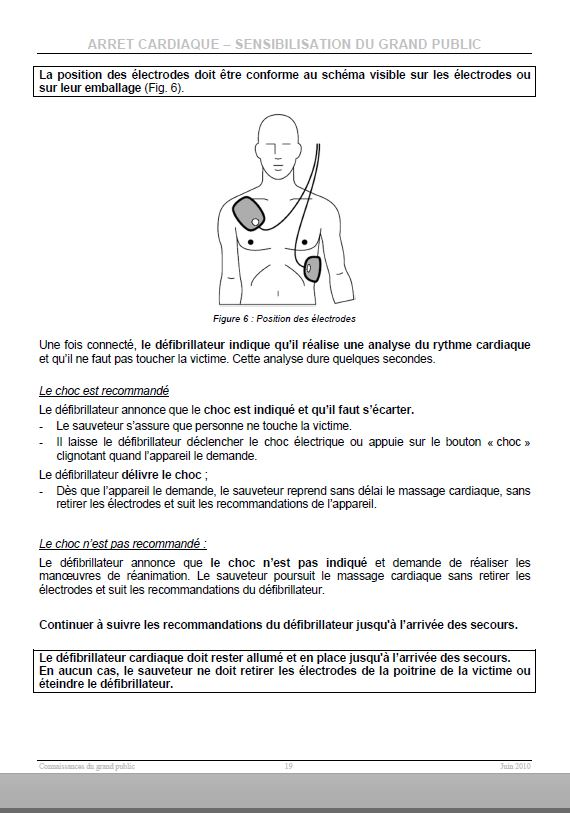 ARRET CARDIAQUE – SENSIBILISATION DU GRAND PUBLIC
La position des électrodes doit être conforme au schéma visible sur les électrodes ou
sur leur emballage (Fig. 6).
Figure 6 : Position des électrodes
Une fois connecté, le défibrillateur indique qu'il réalise une analyse du rythme cardiaque
et qu'il ne faut pas toucher la victime. Cette analyse dure quelques secondes.
Le choc est recommandé
Le défibrillateur annonce que le choc est indiqué et qu'il faut s'écarter.
- Le sauveteur s'assure que personne ne touche la victime.
- Il laisse le défibrillateur déclencher le choc électrique ou appuie sur le bouton « choc »
clignotant quand l'appareil le demande.
Le défibrillateur délivre le choc ;
- Dès que l'appareil le demande, le sauveteur reprend sans délai le massage cardiaque, sans
retirer les électrodes et suit les recommandations de l'appareil.
Le choc n'est pas recommandé :
Le défibrillateur annonce que le choc n'est pas indiqué et demande de réaliser les
manœuvres de réanimation. Le sauveteur poursuit le massage cardiaque sans retirer les
électrodes et suit les recommandations du défibrillateur.
Continuer à suivre les recommandations du défibrillateur jusqu'à l'arrivée des secours.
Le défibrillateur cardiaque doit rester allumé et en place jusqu'à l'arrivée des secours.
En aucun cas, le sauveteur ne doit retirer les électrodes de la poitrine de la victime ou
éteindre le défibrillateur.
Connaissances du grand public 19 Juin 2010